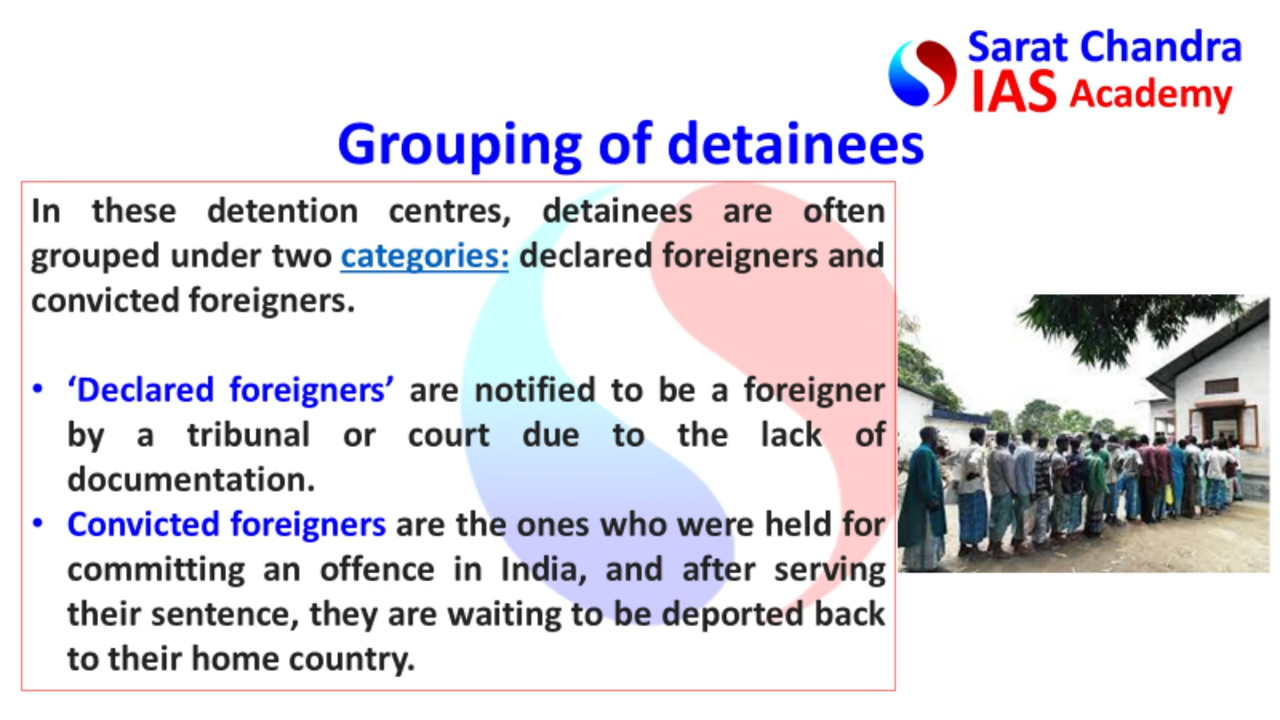 Sarat Chandra
IAS Academy
Grouping of detainees
In these detention centres, detainees are often
grouped under two categories: declared foreigners and
convicted foreigners.
• ‘Declared foreigners’ are notified to be a foreigner
by a tribunal or court due to the lack of
documentation.
• Convicted foreigners are the ones who were held for
committing an offence in India, and after serving
their sentence, they are waiting to be deported back
to their home country.